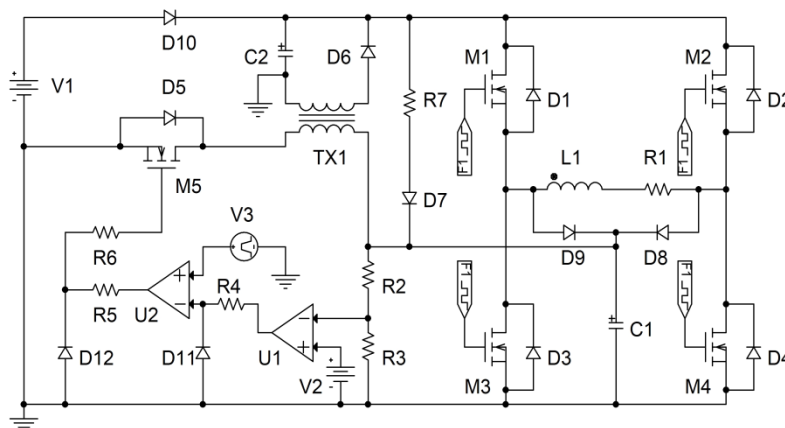 D10
C2
D6
M1
M2
V1
D5
R7
D1
D2
F1
F1
TX1
L1
R1
M5
D7
V3
R6
D9
D8
R4
R2
F1
F1
R5
U2
C1
D12
D11
U1
R3
D3
D4
V2
M3
M4